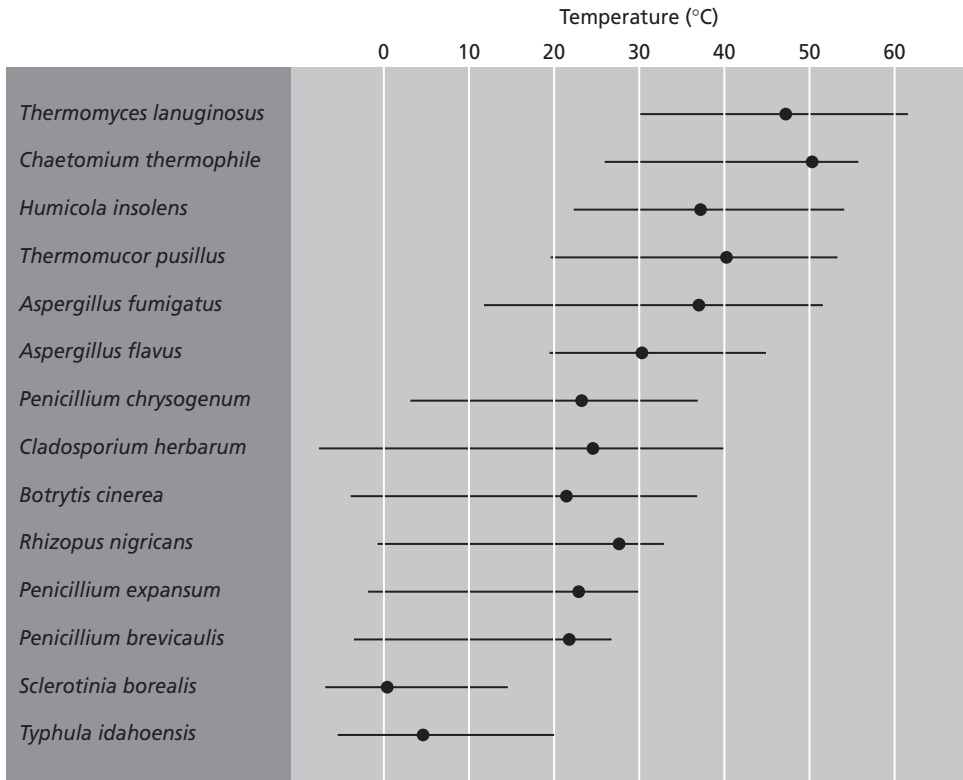 Temperature (°C)
0 10 20 30 40 50 60
Thermomyces lanuginosus
Chaetomium thermophile
Humicola insolens
Thermomucor pusillus
Aspergillus fumigatus
Aspergillus flavus
Penicillium chrysogenum
Cladosporium herbarum
Botrytis cinerea
Rhizopus nigricans
Penicillium expansum
Penicillium brevicaulis
Sclerotinia borealis
Typhula idahoensis